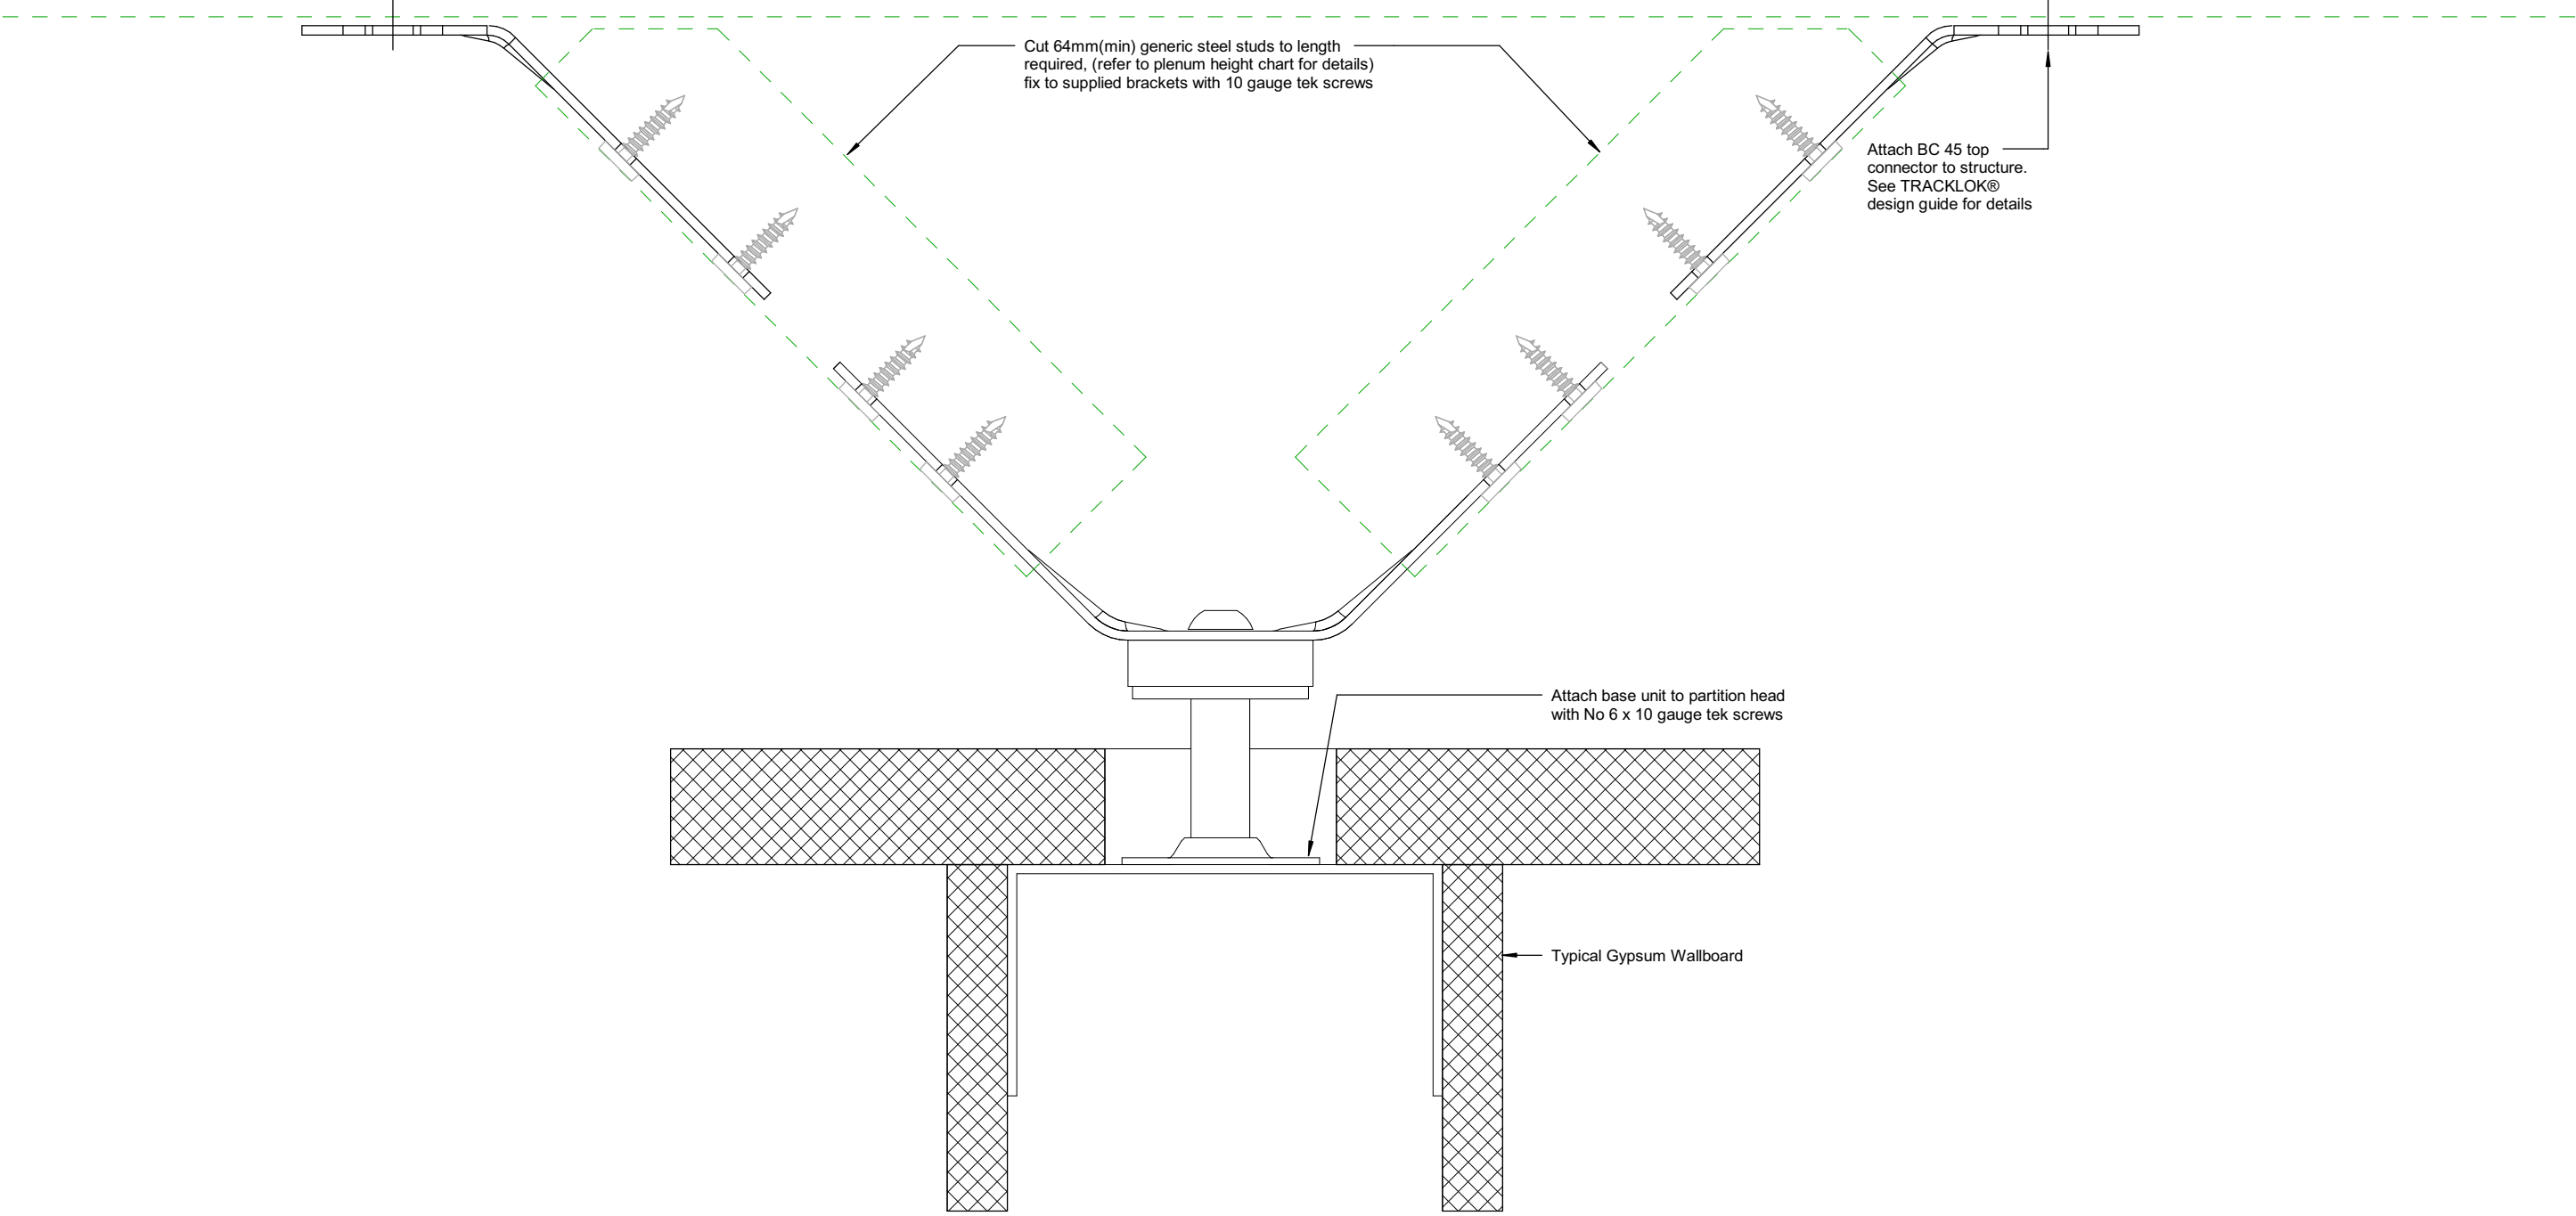 Cut 64mm(min) generic steel studs to length
required, (refer to plenum height chart for details)
fix to supplied brackets with 10 gauge tek screws
Attach BC 45 top
connector to structure.
See TRACKLOK®
design guide for details
Attach base unit to partition head
with No 6 x 10 gauge tek screws
Typical Gypsum Wallboard